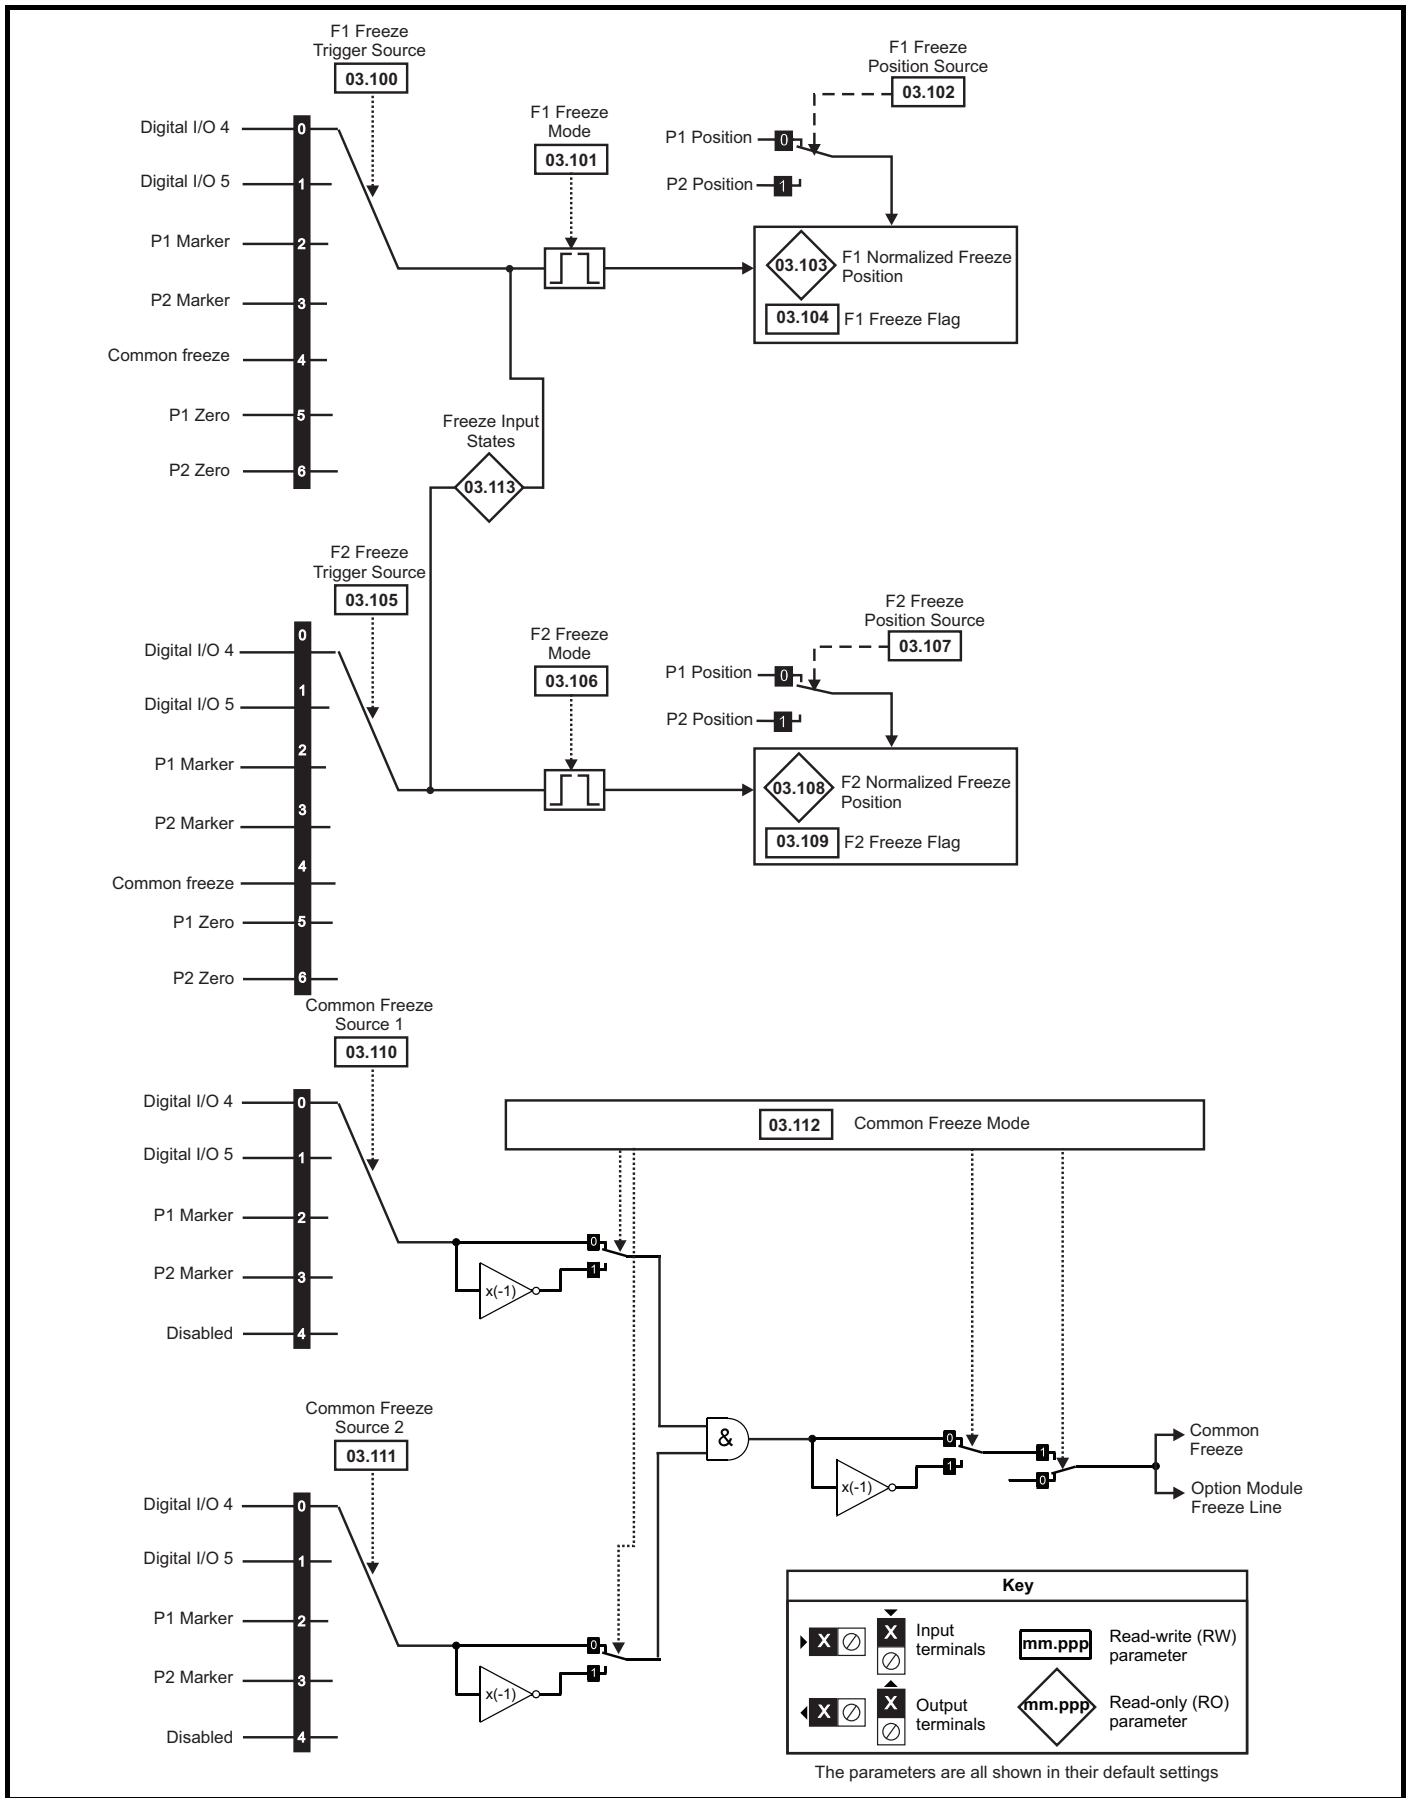 F1 Freeze
Trigger Source
03.100
F1 Freeze
Position Source
03.102
F1 Freeze
Mode
03.101
Digital I/O 4
0
Digital I/O 5
1
P1 Marker
2
P2 Marker
3
Common freeze
4
P1 Zero
5
P2 Zero
6
P1 Position
0
P2 Position
1
03.103
F1 Normalized Freeze
Position
03.104
F1 Freeze Flag
Freeze Input
States
03.113
F2 Freeze
Trigger Source
03.105
F2 Freeze
Position Source
03.107
F2 Freeze
Mode
03.106
Digital I/O 4
0
Digital I/O 5
1
P1 Marker
2
P2 Marker
3
Common freeze
4
P1 Zero
5
P2 Zero
6
P1 Position
0
P2 Position
1
03.108
F2 Normalized Freeze
Position
03.109
F2 Freeze Flag
Common Freeze
Source 1
03.110
Digital I/O 4
0
Digital I/O 5
1
P1 Marker
2
P2 Marker
3
Disabled
4
03.112
Common Freeze Mode
0
1
x(-1)
Common Freeze
Source 2
03.111
Digital I/O 4
0
Digital I/O 5
1
P1 Marker
2
P2 Marker
3
Disabled
4
0
1
x(-1)
&
0
1
x(-1)
1
0
Common
Freeze
Option Module
Freeze Line
Key
X
X
Input
terminals
mm.ppp
Read-write (RW)
parameter
X
X
Output
terminals
mm.ppp
Read-only (RO)
parameter
The parameters are all shown in their default settings